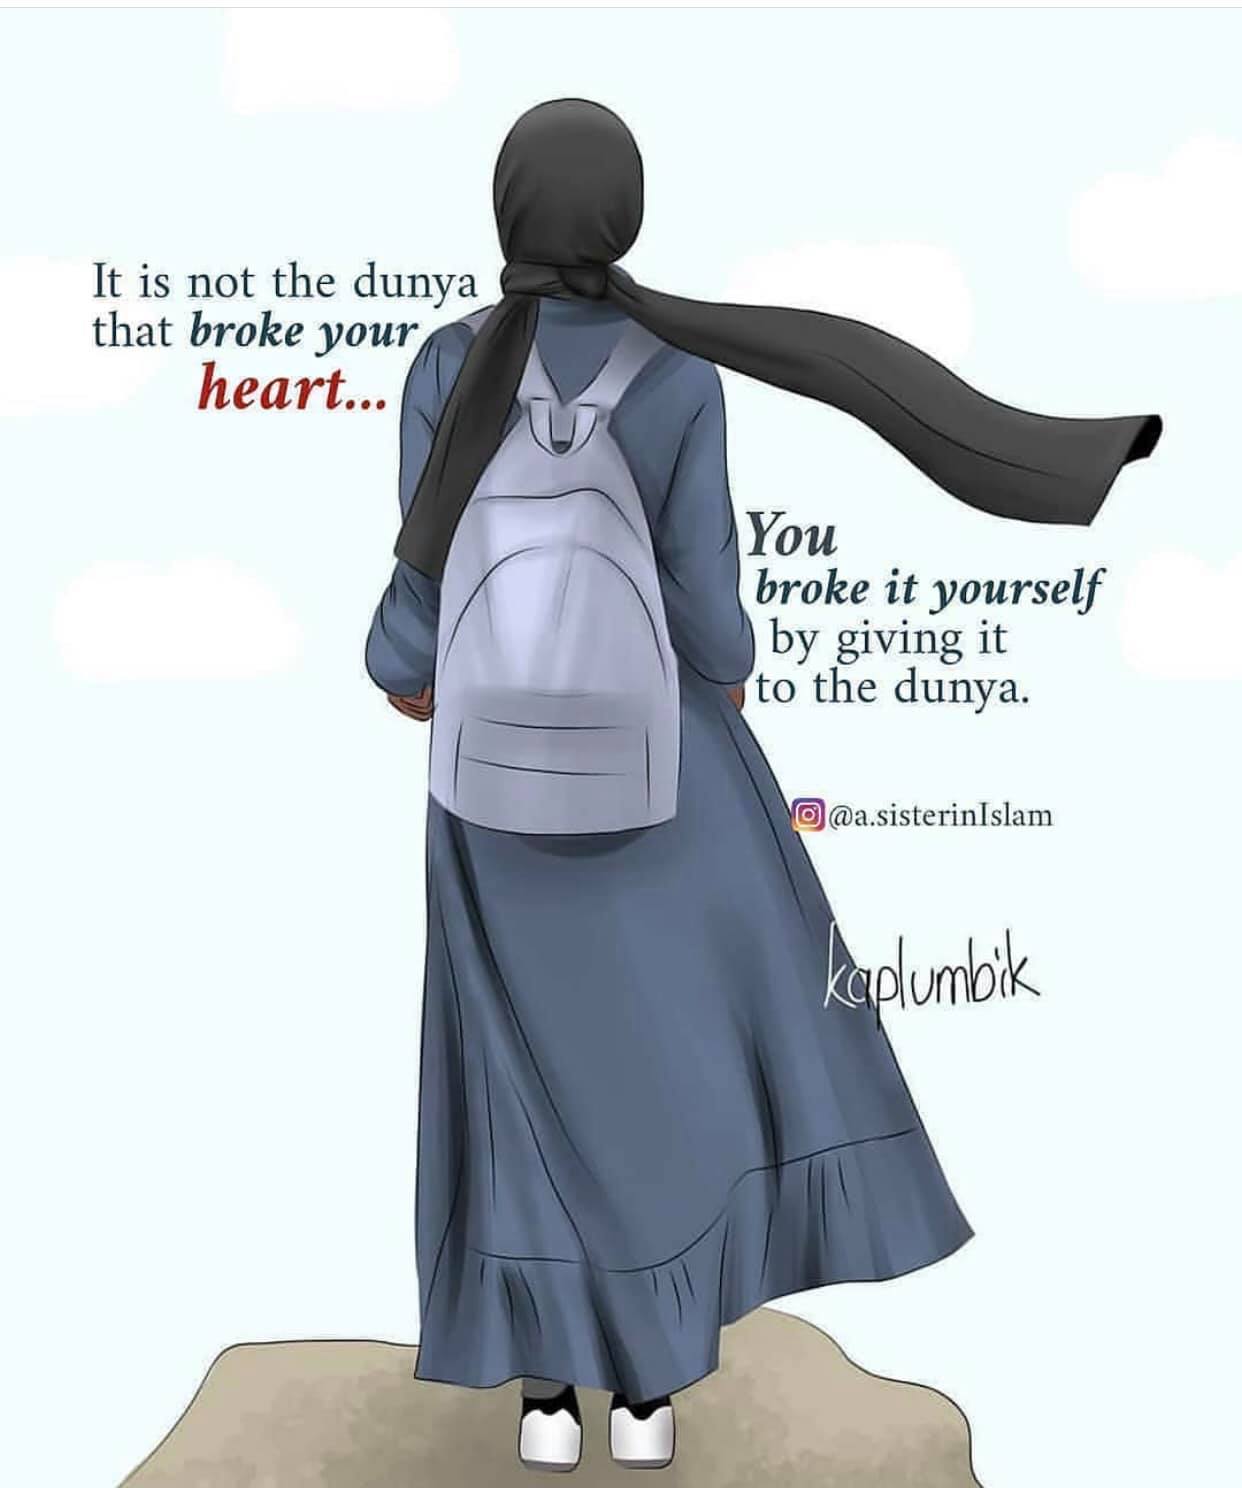 It is not the dunya
that broke your
heart...
You
broke it yourself
by giving it
to the dunya.
@a.sisterinIslam
kaplumbik